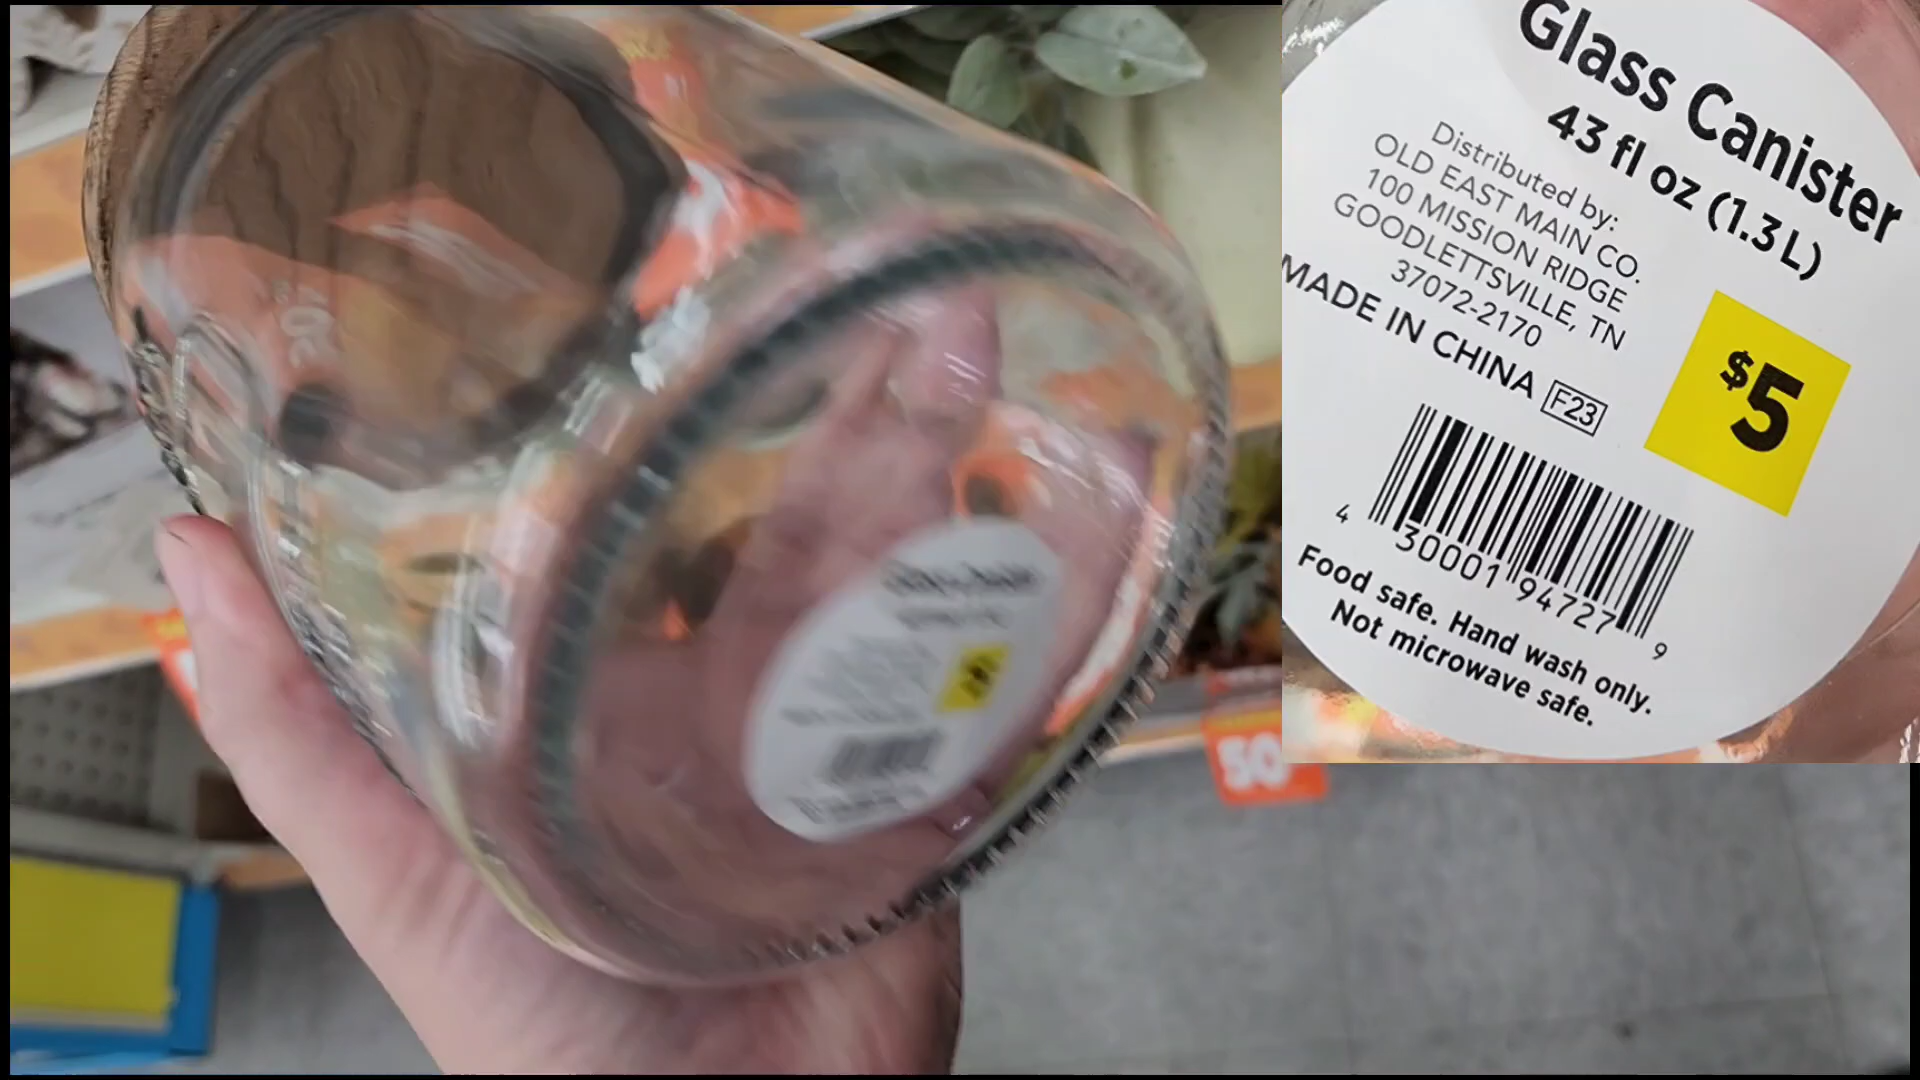 Glass Canister
43 fl oz (1.3 L)
Distributed by:
OLD EAST MAIN CO.
100 MISSION RIDGE
GOODLETTSVILLE, TN
37072-2170
MADE IN CHINA F23
$5
4 30001 94727 9
Food safe. Hand wash only.
Not microwave safe.
50